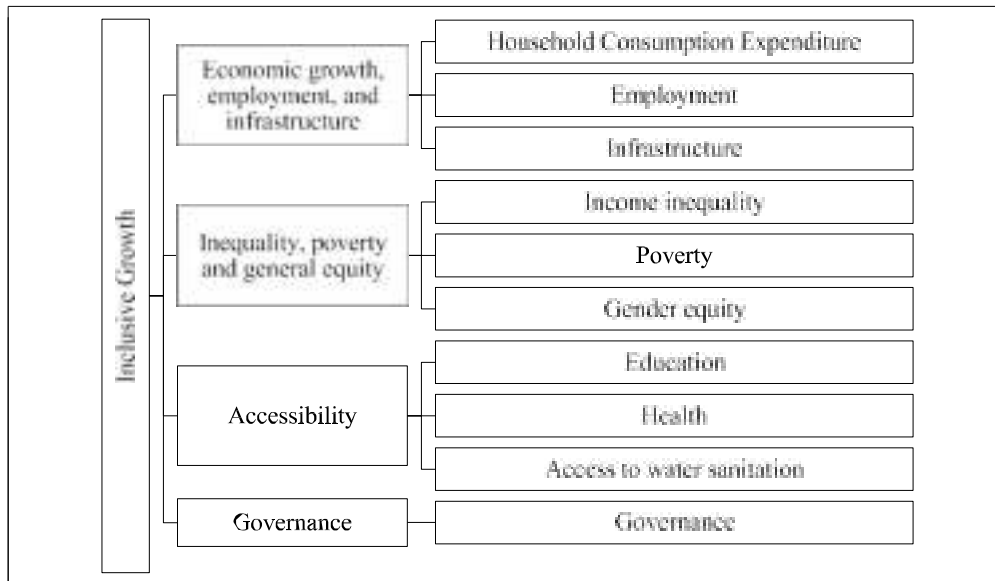 Inclusive Growth
Economic growth,
employment, and
infrastructure
Household Consumption Expenditure
Employment
Infrastructure
Inequality, poverty
and general equity
Income inequality
Poverty
Gender equity
Accessibility
Education
Health
Access to water sanitation
Governance
Governance